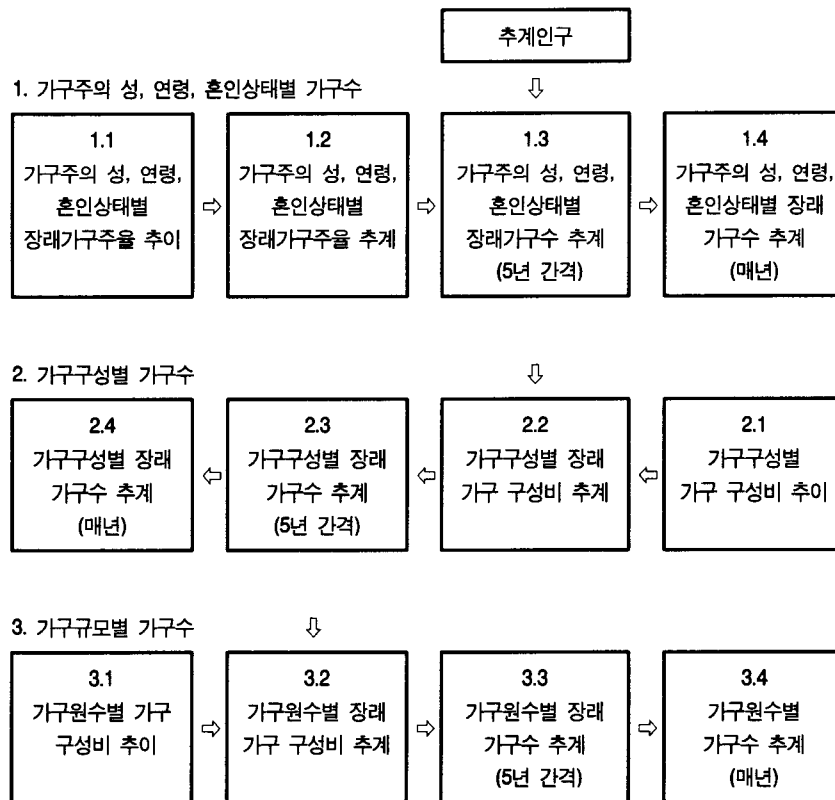 추계인구
1. 가구주의 성, 연령, 혼인상태별 가구수
1.1
가구주의 성, 연령,
혼인상태별
장래가구주율 추이
1.2
가구주의 성, 연령,
혼인상태별
장래가구주율 추계
1.3
가구주의 성, 연령,
혼인상태별
장래가구수 추계
(5년 간격)
1.4
가구주의 성, 연령,
혼인상태별 장래
가구수 추계
(매년)
2. 가구구성별 가구수
2.4
가구구성별 장래
가구수 추계
(매년)
2.3
가구구성별 장래
가구수 추계
(5년 간격)
2.2
가구구성별 장래
가구 구성비 추계
2.1
가구구성별
가구 구성비 추이
3. 가구규모별 가구수
3.1
가구원수별 가구
구성비 추이
3.2
가구원수별 장래
가구 구성비 추계
3.3
가구원수별 장래
가구수 추계
(5년 간격)
3.4
가구원수별
가구수 추계
(매년)